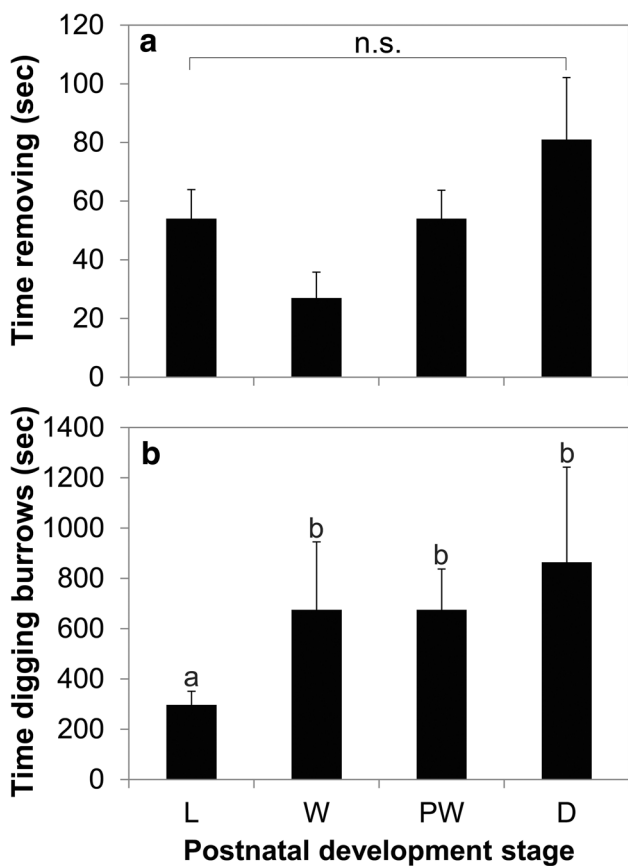 120
a
n.s.
100
80
60
40
20
0
Time removing (sec)
1400
b
b
1200
1000
b
b
800
600
400
a
200
0
Time digging burrows (sec)
L W PW D
Postnatal development stage